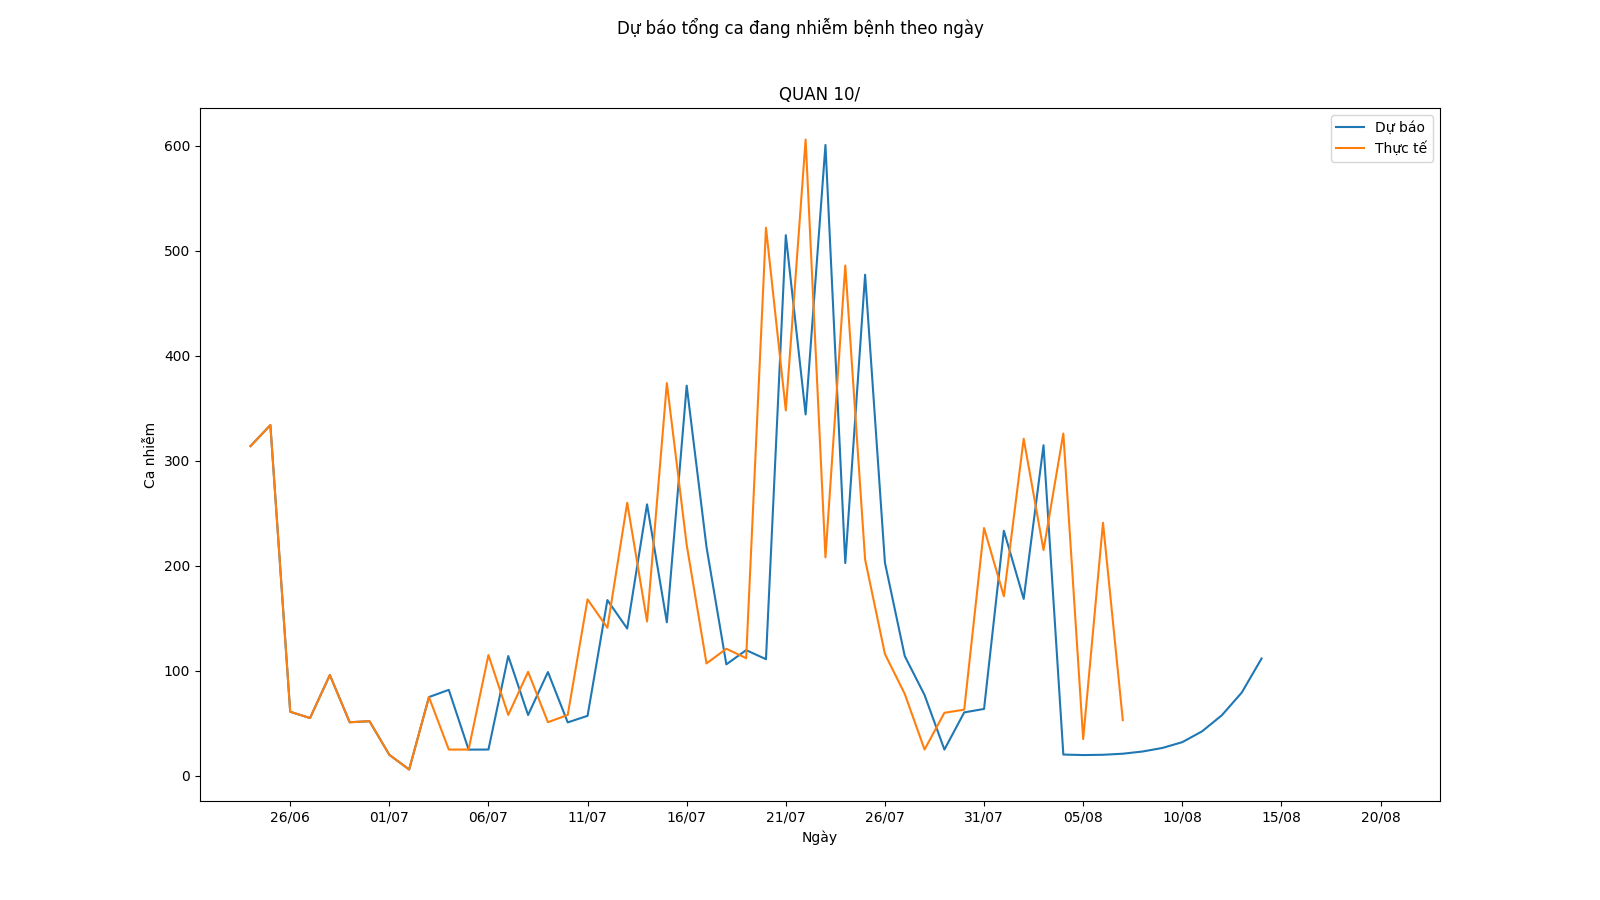 Dự báo tổng ca đang nhiễm bệnh theo ngày
QUAN 10/
Dự báo
Thực tế
600
500
400
300
200
100
0
Ca nhiễm
26/06 01/07 06/07 11/07 16/07 21/07 26/07 31/07 05/08 10/08 15/08 20/08
Ngày